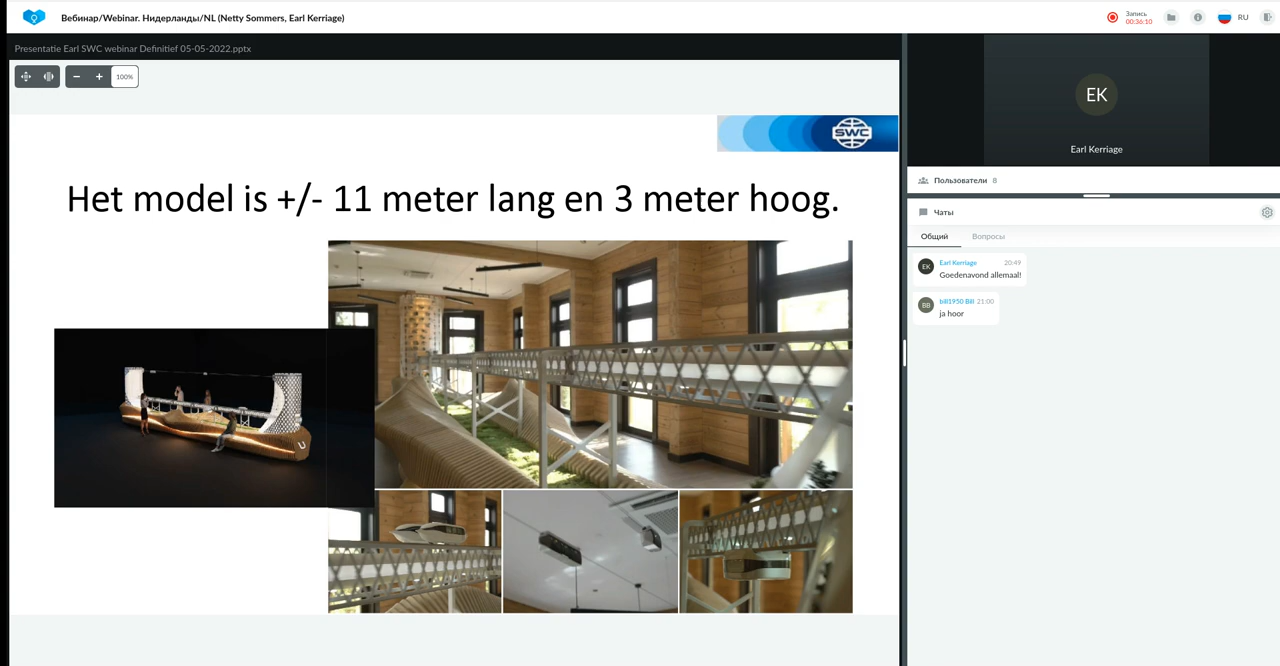 Вебинар/Webinar. Нидерланды/NL (Netty Sommers, Earl Kerriage)
Запись
00:36:10
RU
Presentatie Earl SWC webinar Definitief 05-05-2022.pptx
100%
SWC
Het model is +/- 11 meter lang en 3 meter hoog.
U
EK
Earl Kerriage
Пользователи 8
Чаты
Общий Вопросы
EK Earl Kerriage 20:49
Goedenavond allemaal!
BB bill1950 Bill 21:00
ja hoor